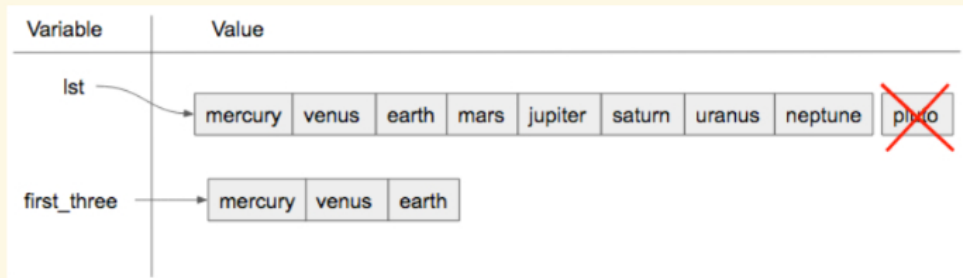 Variable Value
lst
mercury venus earth mars jupiter saturn uranus neptune pluto
first_three mercury venus earth